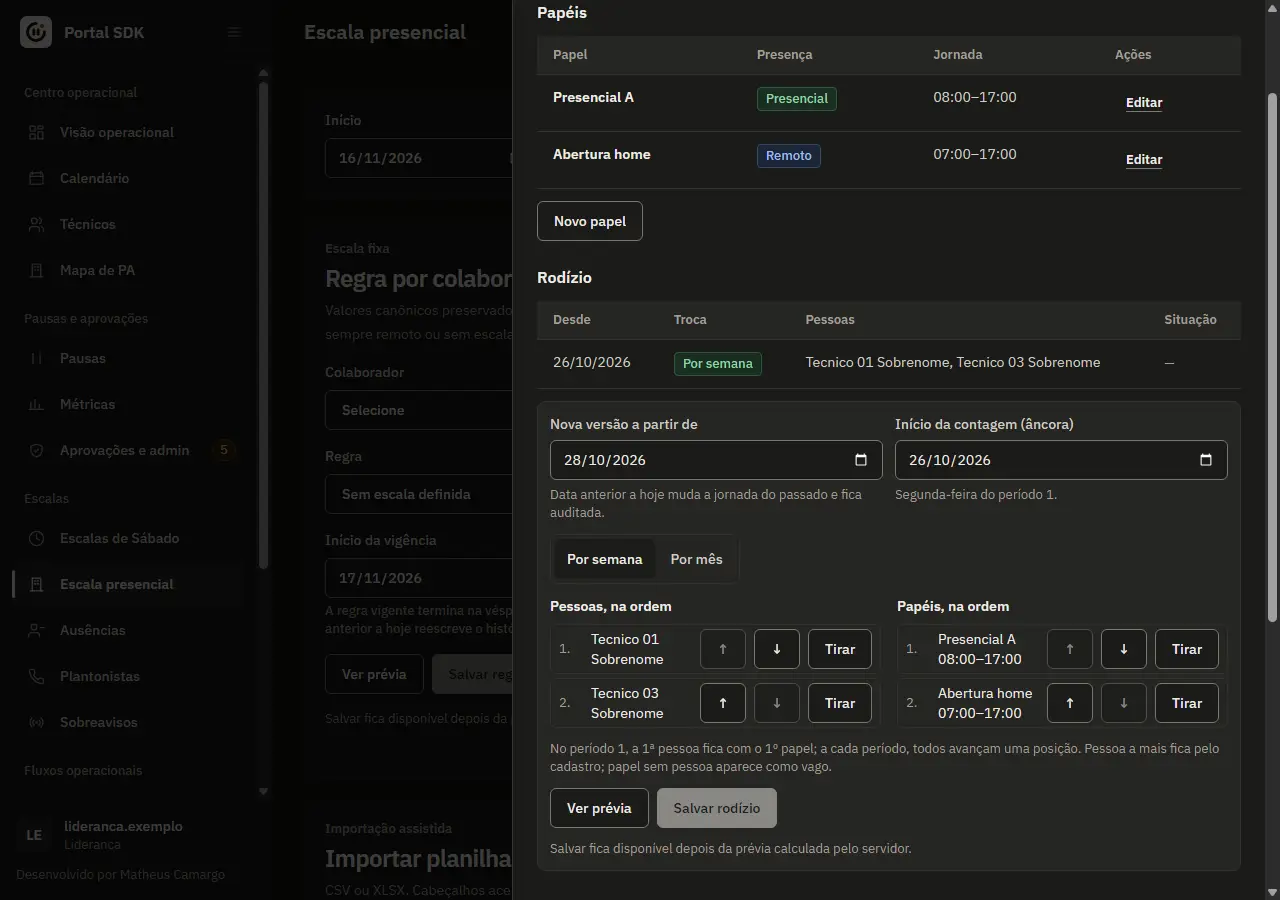 Portal SDK
Centro operacional
Visão operacional
Calendário
Técnicos
Mapa de PA
Pausas e aprovações
Pausas
Métricas
Aprovações e admin 5
Escalas
Escalas de Sábado
Escala presencial
Ausências
Plantonistas
Sobreavisos
Fluxos operacionais
LE
lideranca.exemplo
Lideranca
Desenvolvido por Matheus Camargo
Escala presencial
Início
16/11/2026
Escala fixa
Regra por colabor
Valores canônicos preservado
sempre remoto ou sem escala
Colaborador
Selecione
Regra
Sem escala definida
Início da vigência
17/11/2026
A regra vigente termina na vésp
anterior a hoje reescreve o histó
Ver prévia
Salvar reg
Salvar fica disponível depois da
Importação assistida
Importar planilha
CSV ou XLSX. Cabeçalhos ace
Papéis
Papel Presença Jornada Ações
Presencial A Presencial 08:00–17:00 Editar
Abertura home Remoto 07:00–17:00 Editar
Novo papel
Rodízio
Desde Troca Pessoas Situação
26/10/2026 Por semana Tecnico 01 Sobrenome, Tecnico 03 Sobrenome —
Nova versão a partir de
28/10/2026
Data anterior a hoje muda a jornada do passado e fica
auditada.
Início da contagem (âncora)
26/10/2026
Segunda-feira do período 1.
Por semana Por mês
Pessoas, na ordem
1. Tecnico 01
Sobrenome
↑ ↓ Tirar
2. Tecnico 03
Sobrenome
↑ ↓ Tirar
Papéis, na ordem
1. Presencial A
08:00–17:00
↑ ↓ Tirar
2. Abertura home
07:00–17:00
↑ ↓ Tirar
No período 1, a 1ª pessoa fica com o 1º papel; a cada período, todos avançam uma posição. Pessoa a mais fica pelo
cadastro; papel sem pessoa aparece como vago.
Ver prévia
Salvar rodízio
Salvar fica disponível depois da prévia calculada pelo servidor.